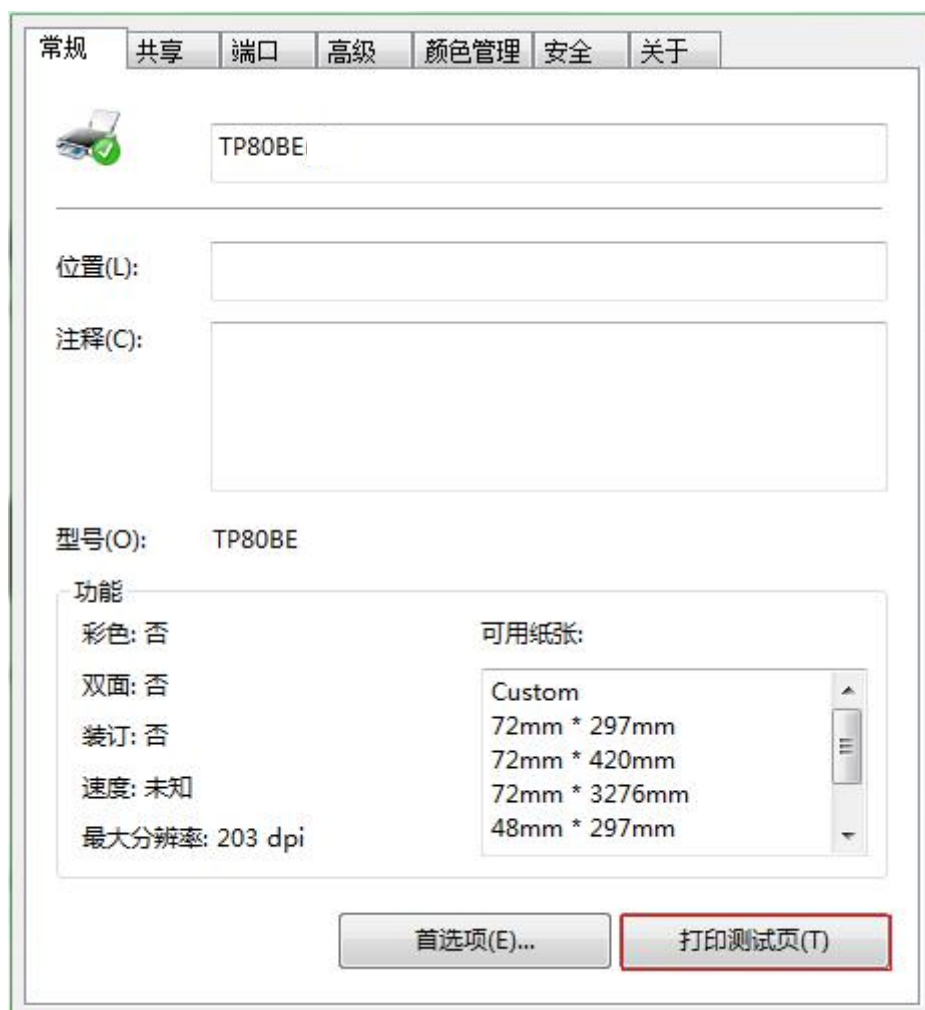 常规 共享 端口 高级 颜色管理 安全 关于
TP80BE
位置(L):
注释(C):
型号(O): TP80BE
功能
彩色: 否
双面: 否
装订: 否
速度: 未知
最大分辨率: 203 dpi
可用纸张:
Custom
72mm * 297mm
72mm * 420mm
72mm * 3276mm
48mm * 297mm
首选项(E)... 打印测试页(T)